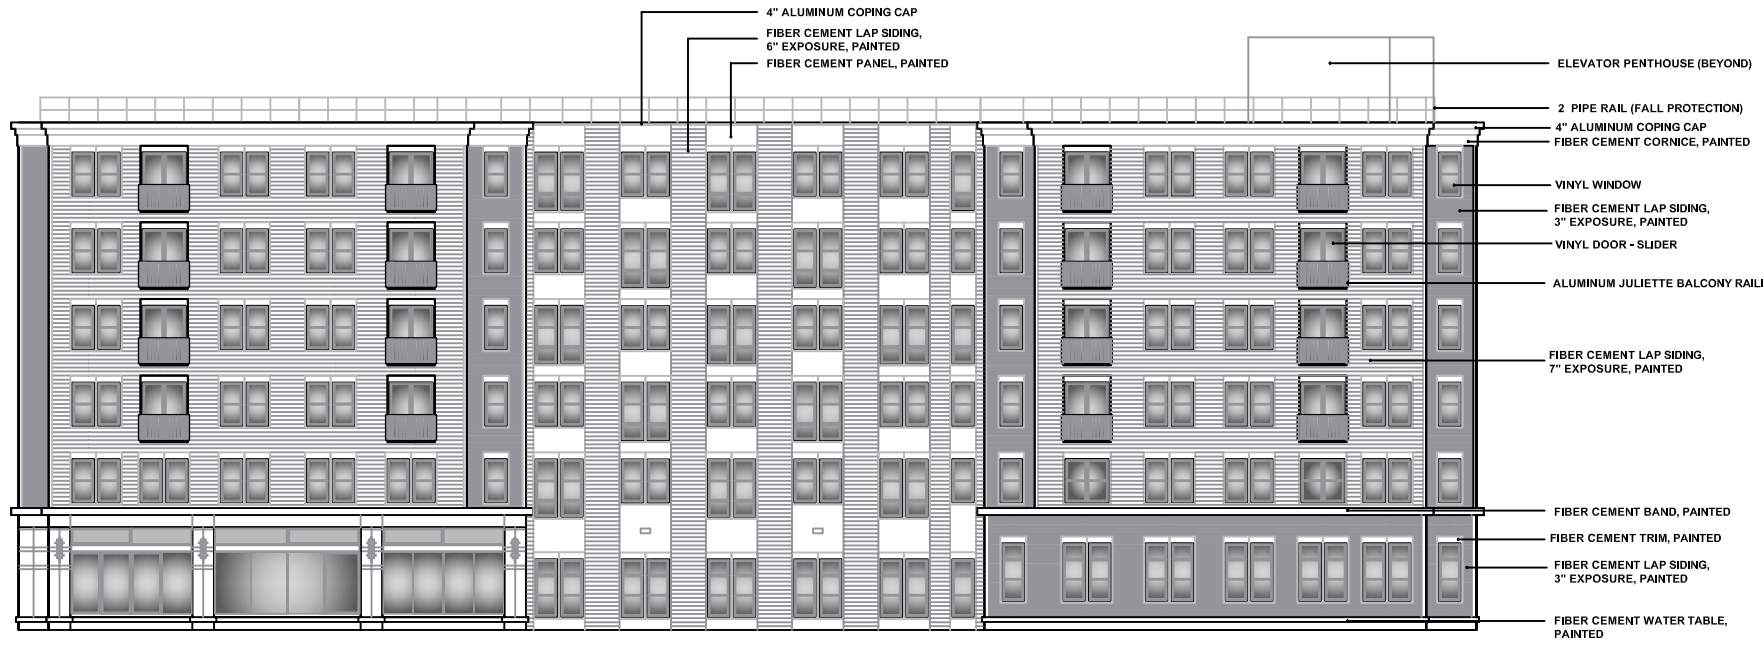 4" ALUMINUM COPING CAP
FIBER CEMENT LAP SIDING,
6" EXPOSURE, PAINTED
FIBER CEMENT PANEL, PAINTED
ELEVATOR PENTHOUSE (BEYOND)
2 PIPE RAIL (FALL PROTECTION)
4" ALUMINUM COPING CAP
FIBER CEMENT CORNICE, PAINTED
VINYL WINDOW
FIBER CEMENT LAP SIDING,
3" EXPOSURE, PAINTED
VINYL DOOR - SLIDER
ALUMINUM JULIETTE BALCONY RAILI
FIBER CEMENT LAP SIDING,
7" EXPOSURE, PAINTED
FIBER CEMENT BAND, PAINTED
FIBER CEMENT TRIM, PAINTED
FIBER CEMENT LAP SIDING,
3" EXPOSURE, PAINTED
FIBER CEMENT WATER TABLE,
PAINTED